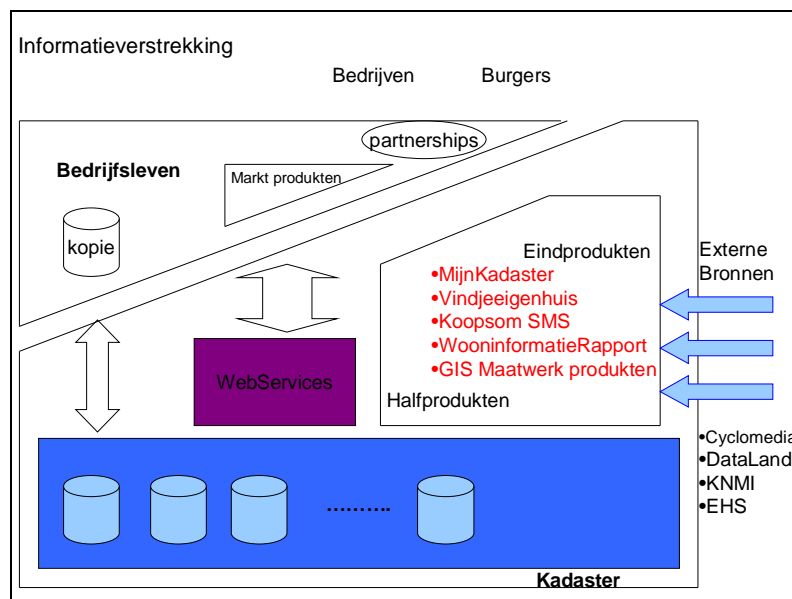 Informatieverstrekking
Bedrijven
Burgers
partnerships
Bedrijfsleven
Markt produkten
kopie
Eindprodukten
•MijnKadaster
•Vindjeeigenhuis
•Koopsom SMS
•WooninformatieRapport
•GIS Maatwerk produkten
Halfprodukten
Externe
Bronnen
WebServices
•Cyclomedia
•DataLand
•KNMI
•EHS
..........
Kadaster